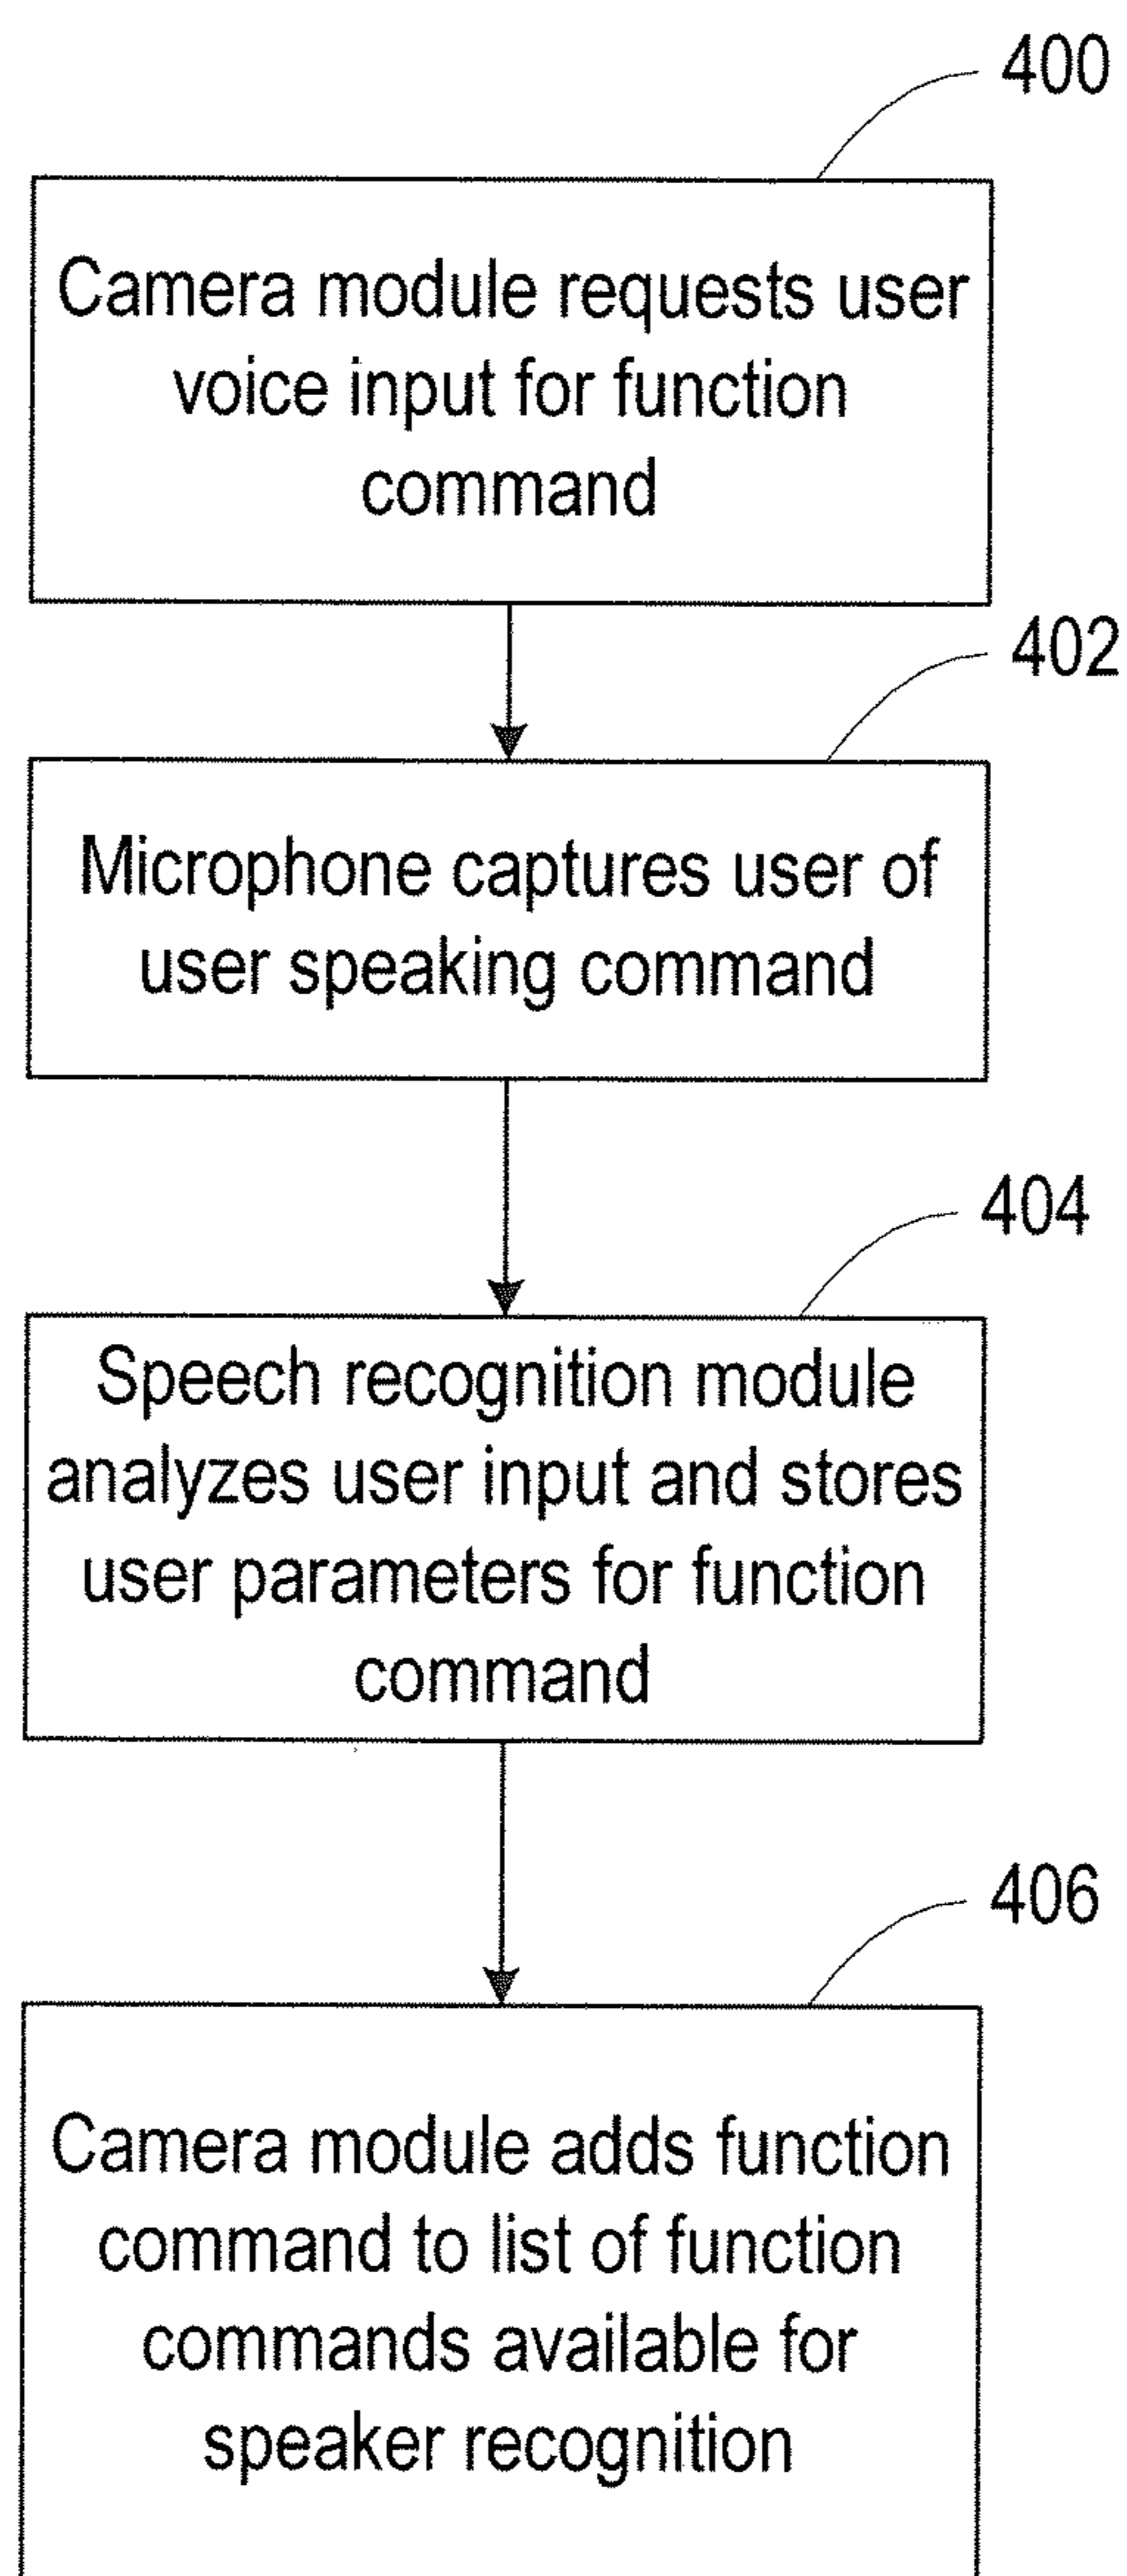 400
Camera module requests user
voice input for function
command
402
Microphone captures user of
user speaking command
404
Speech recognition module
analyzes user input and stores
user parameters for function
command
406
Camera module adds function
command to list of function
commands available for
speaker recognition